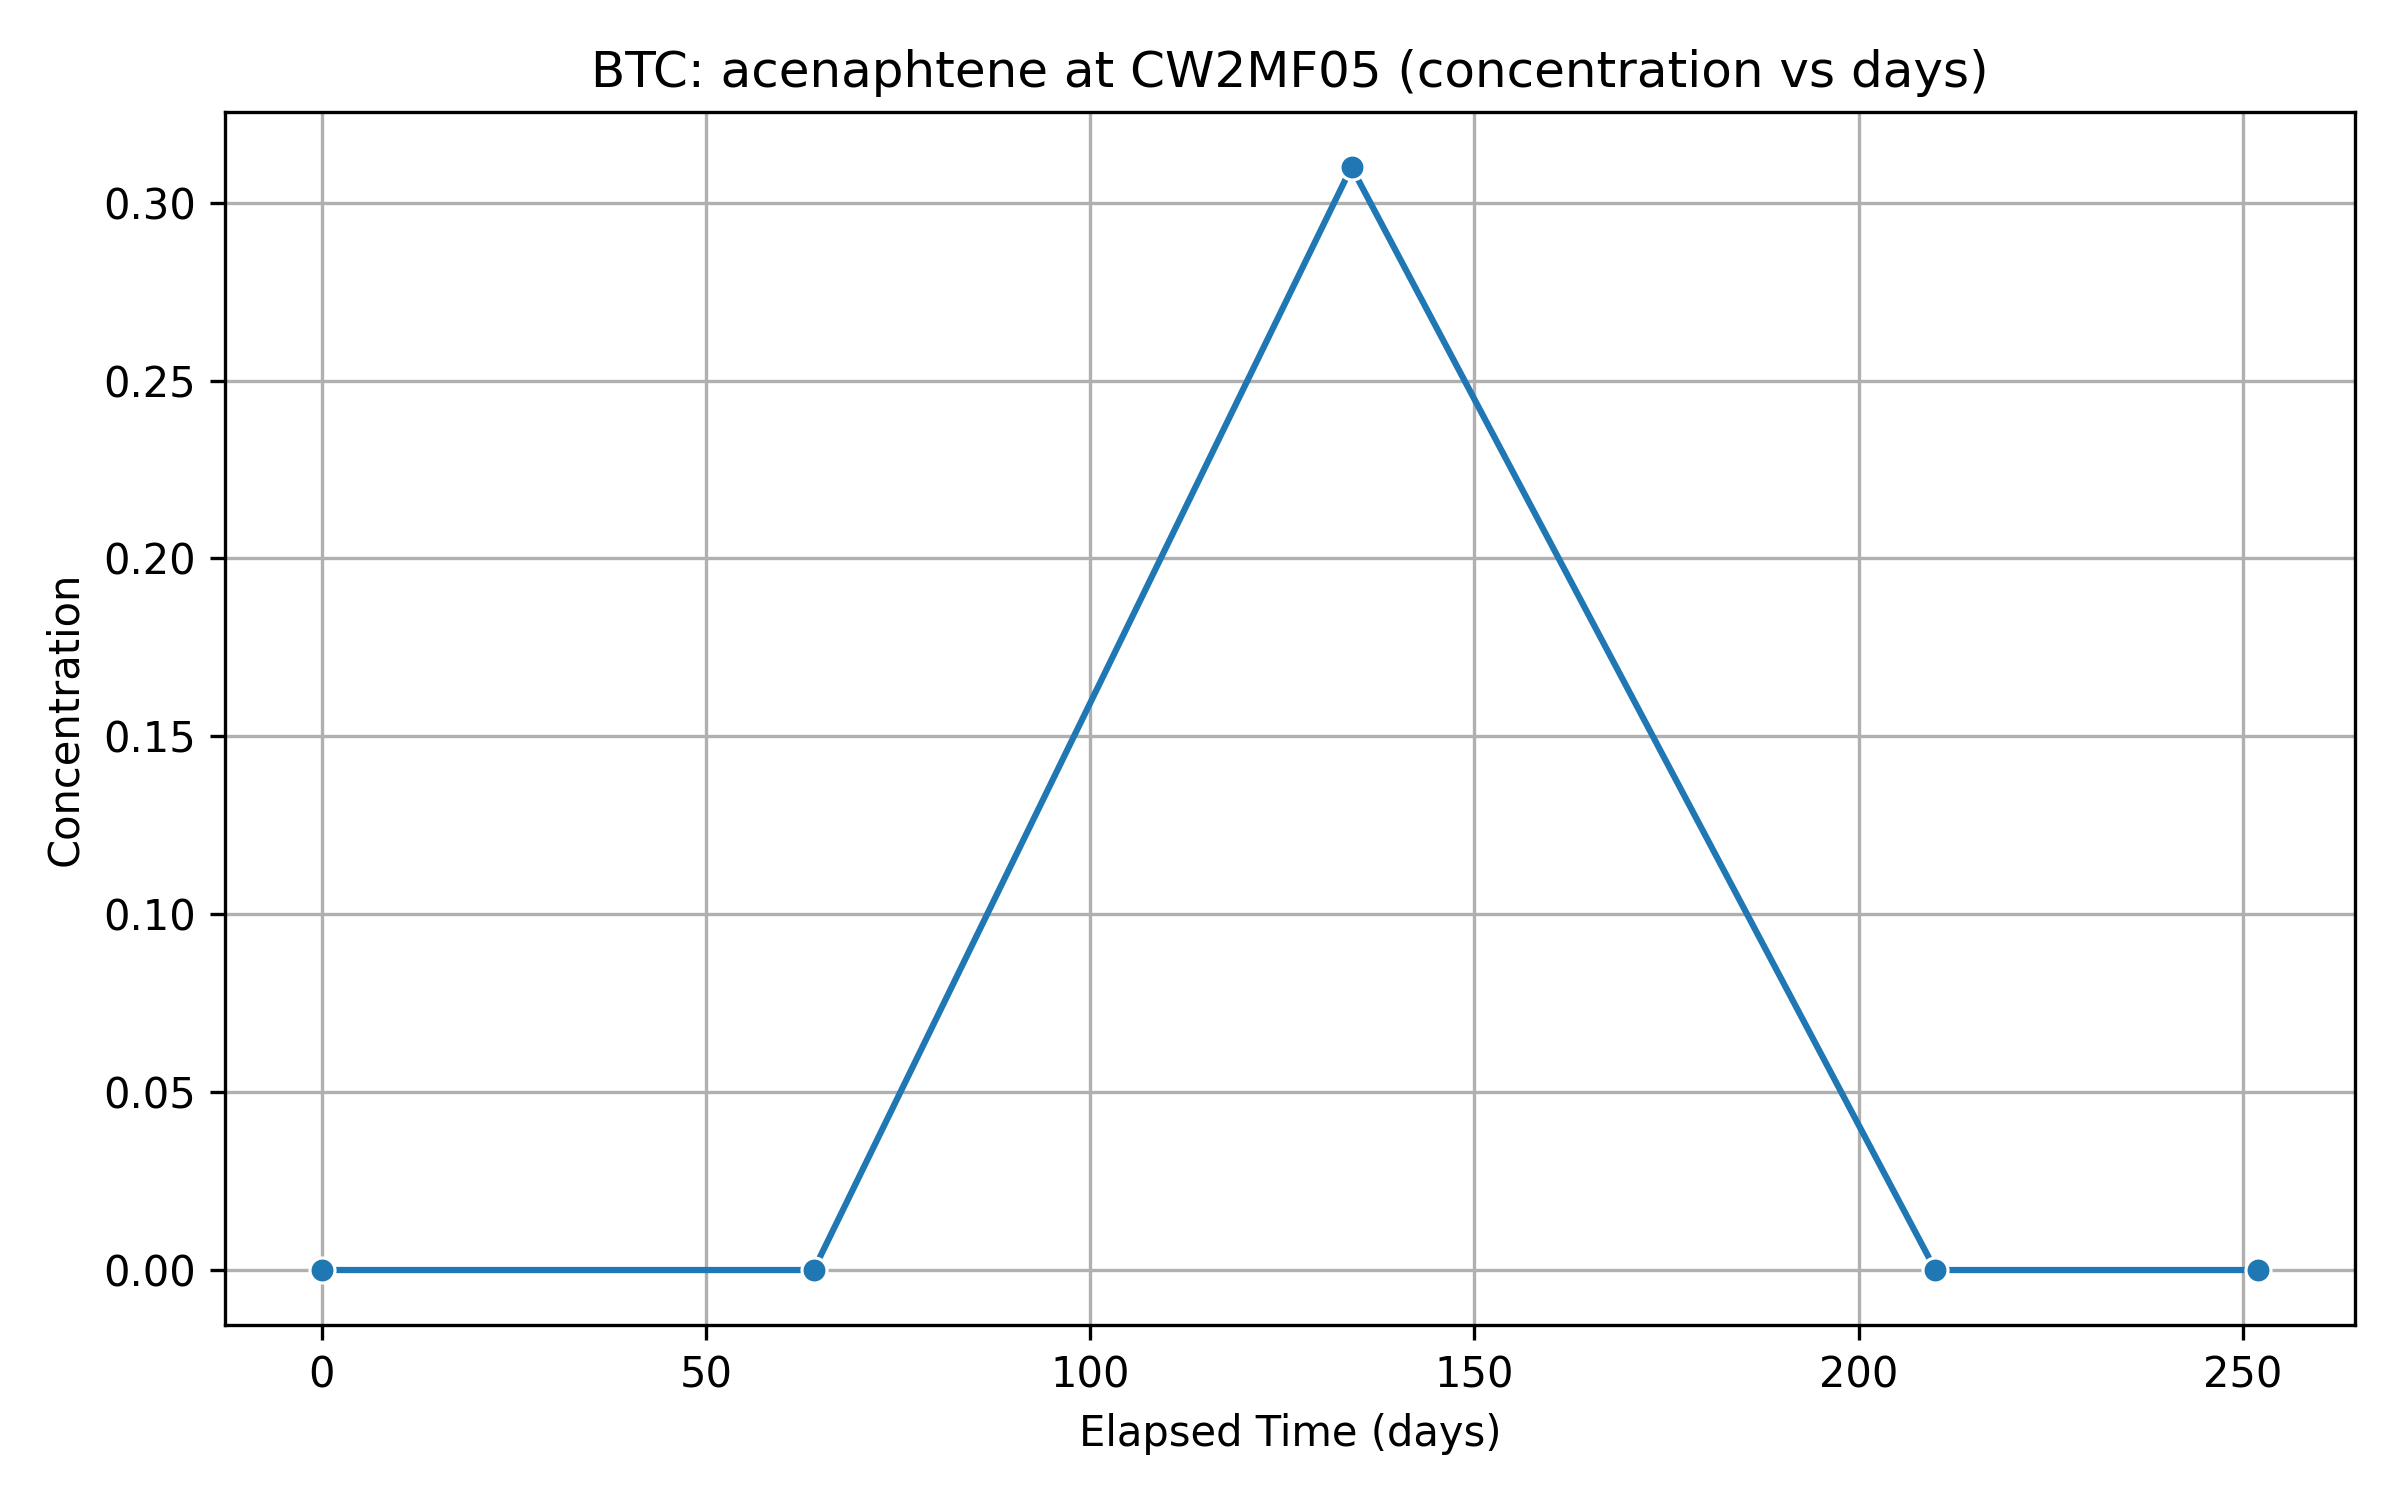 BTC: acenaphtene at CW2MF05 (concentration vs days)
0.30
0.25
0.20
0.15
0.10
0.05
0.00
Concentration
0 50 100 150 200 250
Elapsed Time (days)